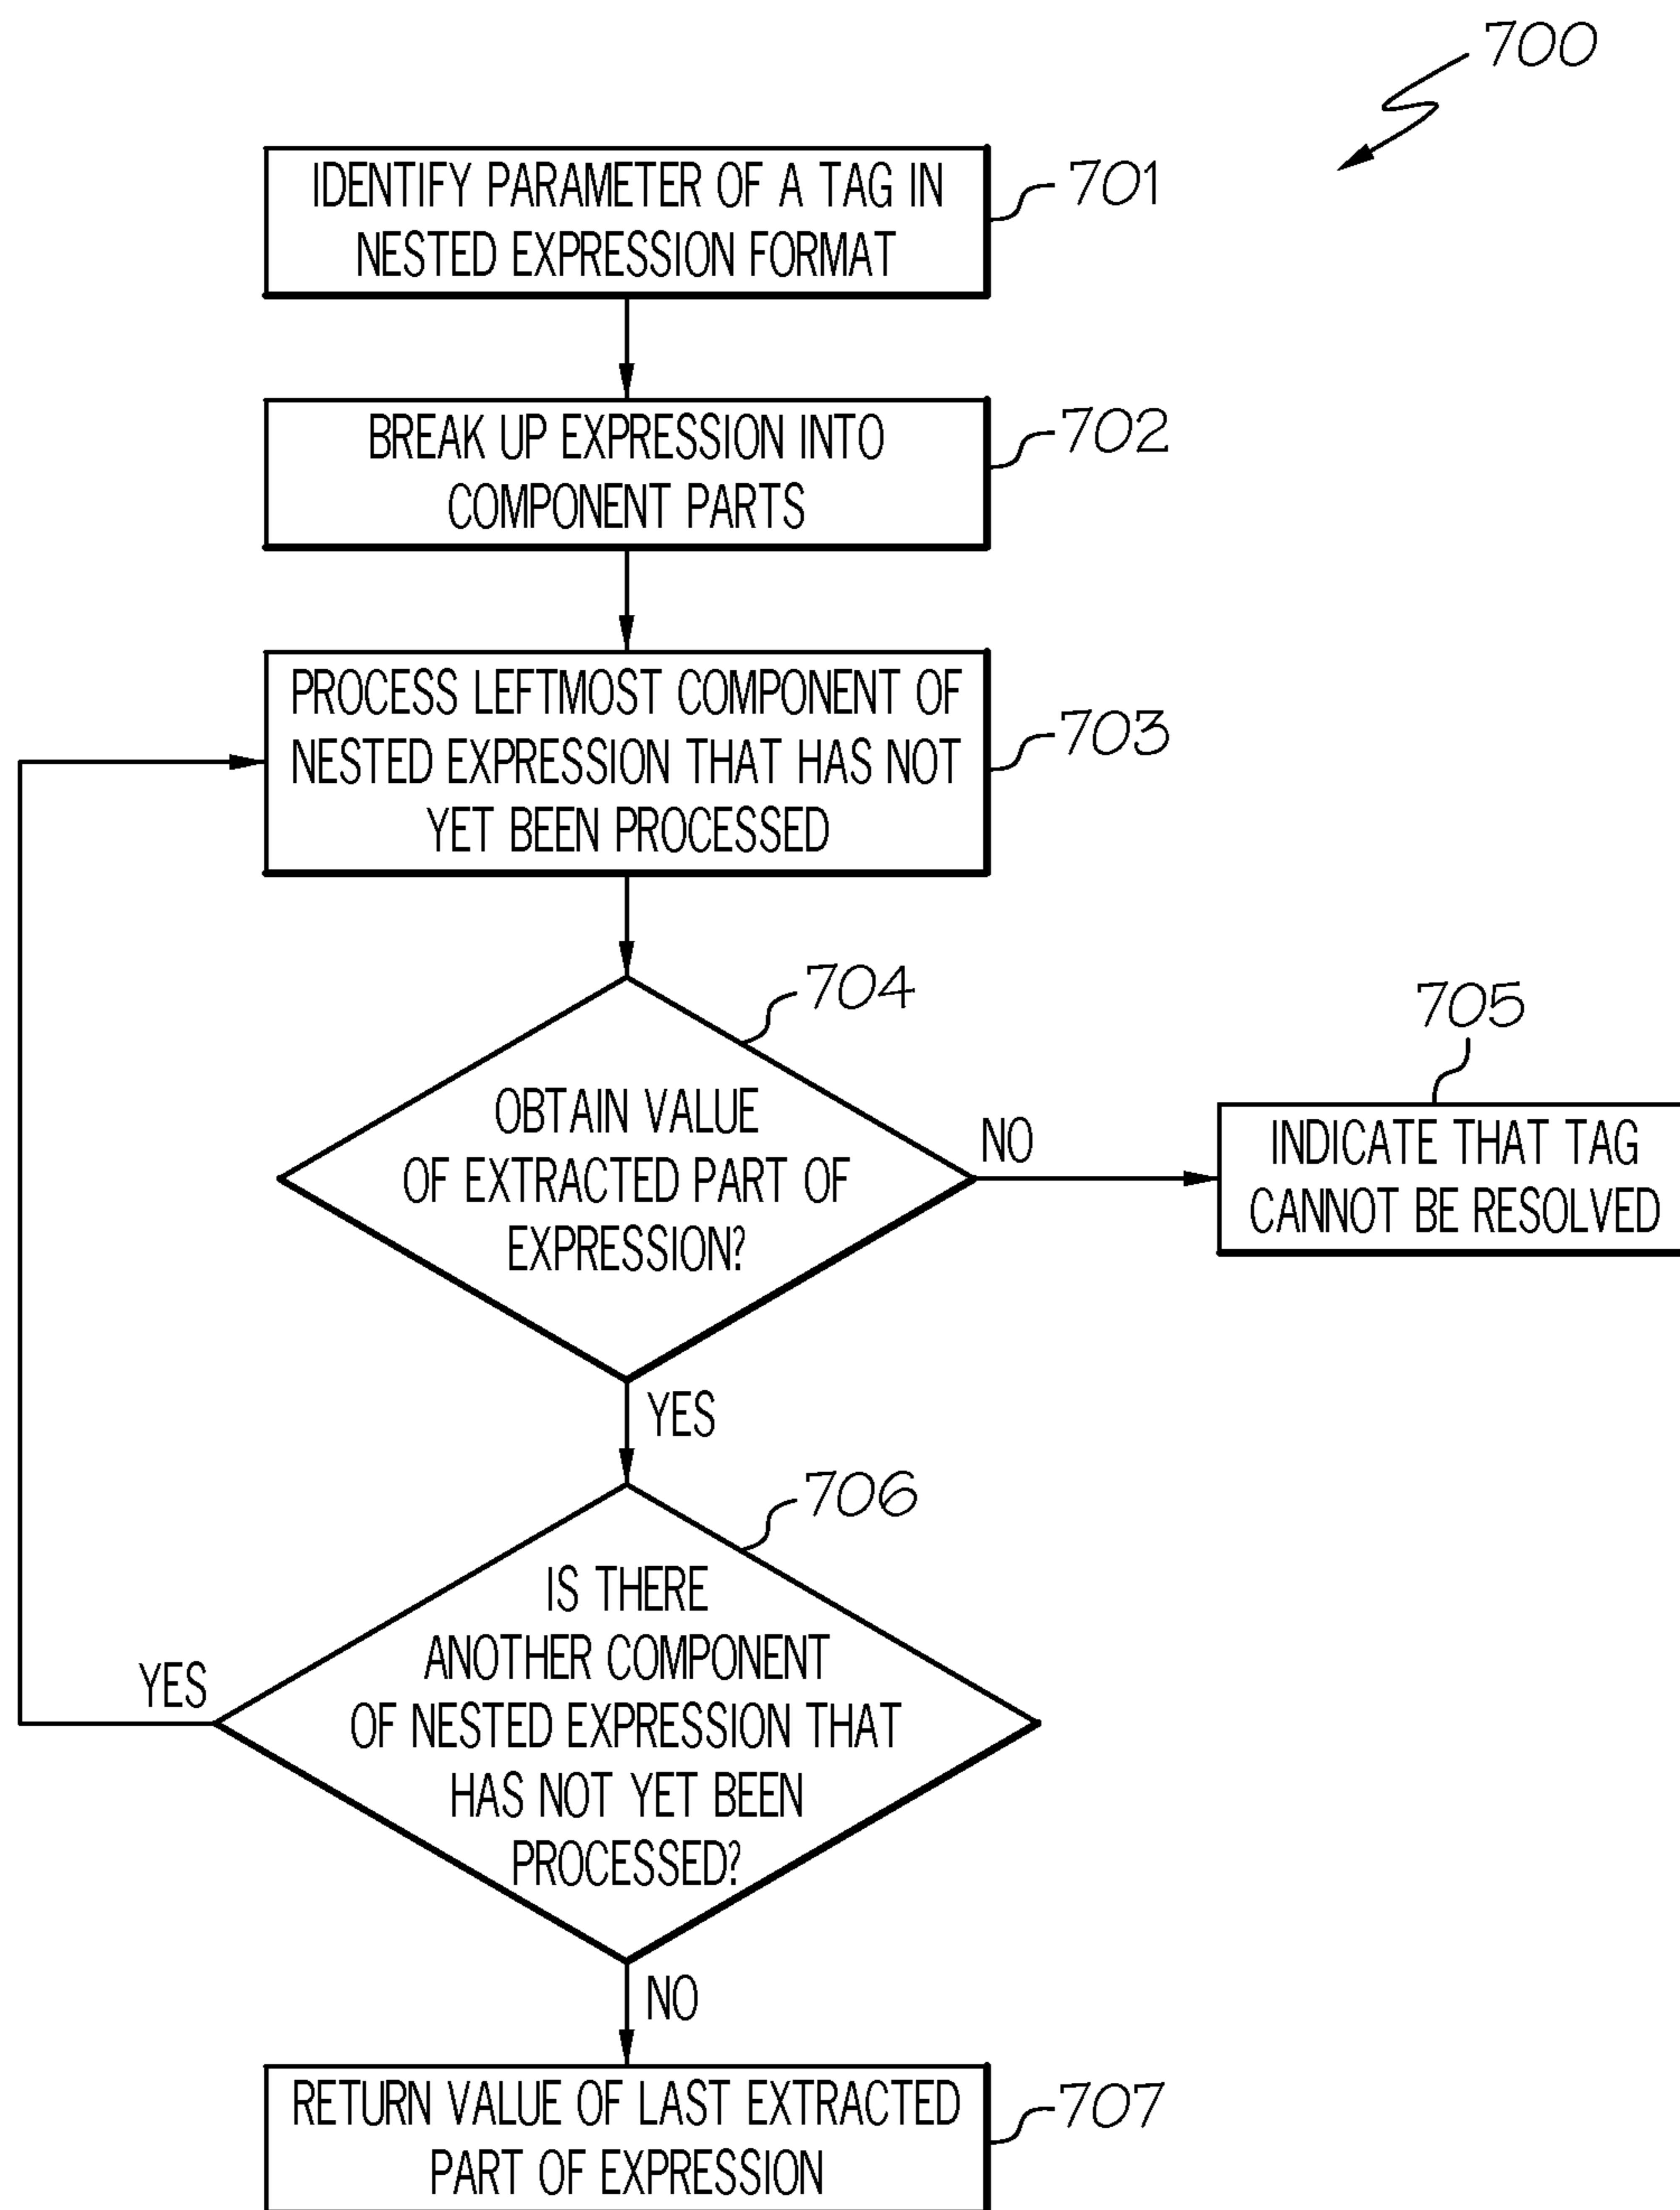 700
IDENTIFY PARAMETER OF A TAG IN
NESTED EXPRESSION FORMAT
701
BREAK UP EXPRESSION INTO
COMPONENT PARTS
702
PROCESS LEFTMOST COMPONENT OF
NESTED EXPRESSION THAT HAS NOT
YET BEEN PROCESSED
703
704
OBTAIN VALUE
OF EXTRACTED PART OF
EXPRESSION?
NO
705
INDICATE THAT TAG
CANNOT BE RESOLVED
YES
706
IS THERE
ANOTHER COMPONENT
OF NESTED EXPRESSION THAT
HAS NOT YET BEEN
PROCESSED?
YES
NO
RETURN VALUE OF LAST EXTRACTED
PART OF EXPRESSION
707